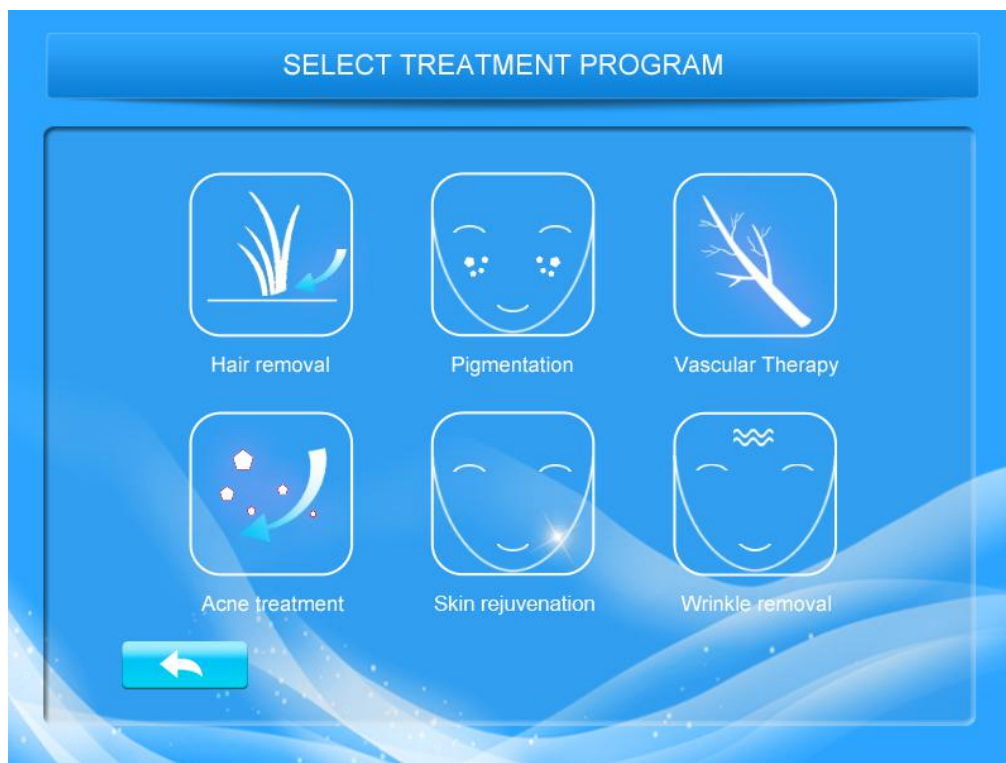 SELECT TREATMENT PROGRAM
Hair removal
Pigmentation
Vascular Therapy
Acne treatment
Skin rejuvenation
Wrinkle removal